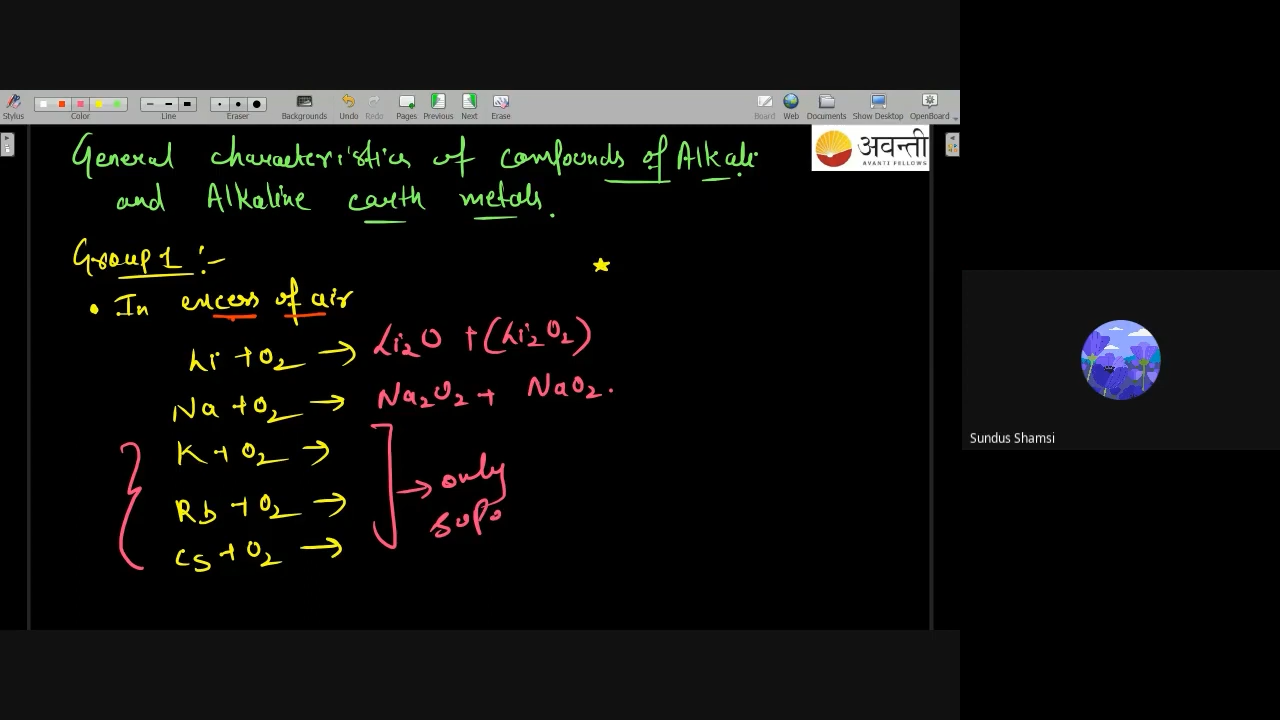 Stylus Color Line Eraser Backgrounds Undo Redo Pages Previous Next Erase Board Web Documents Show Desktop OpenBoard
General characteristics of compounds of Alkali
and Alkaline earth metals.
अवन्ती
AVANTI FELLOWS
Group 1 :-
• In excess of air
Li + O₂ → Li₂O + (Li₂O₂)
Na + O₂ → Na₂O₂ + NaO₂.
K + O₂ →
Rb + O₂ →
Cs + O₂ →
→ only
supe
Sundus Shamsi